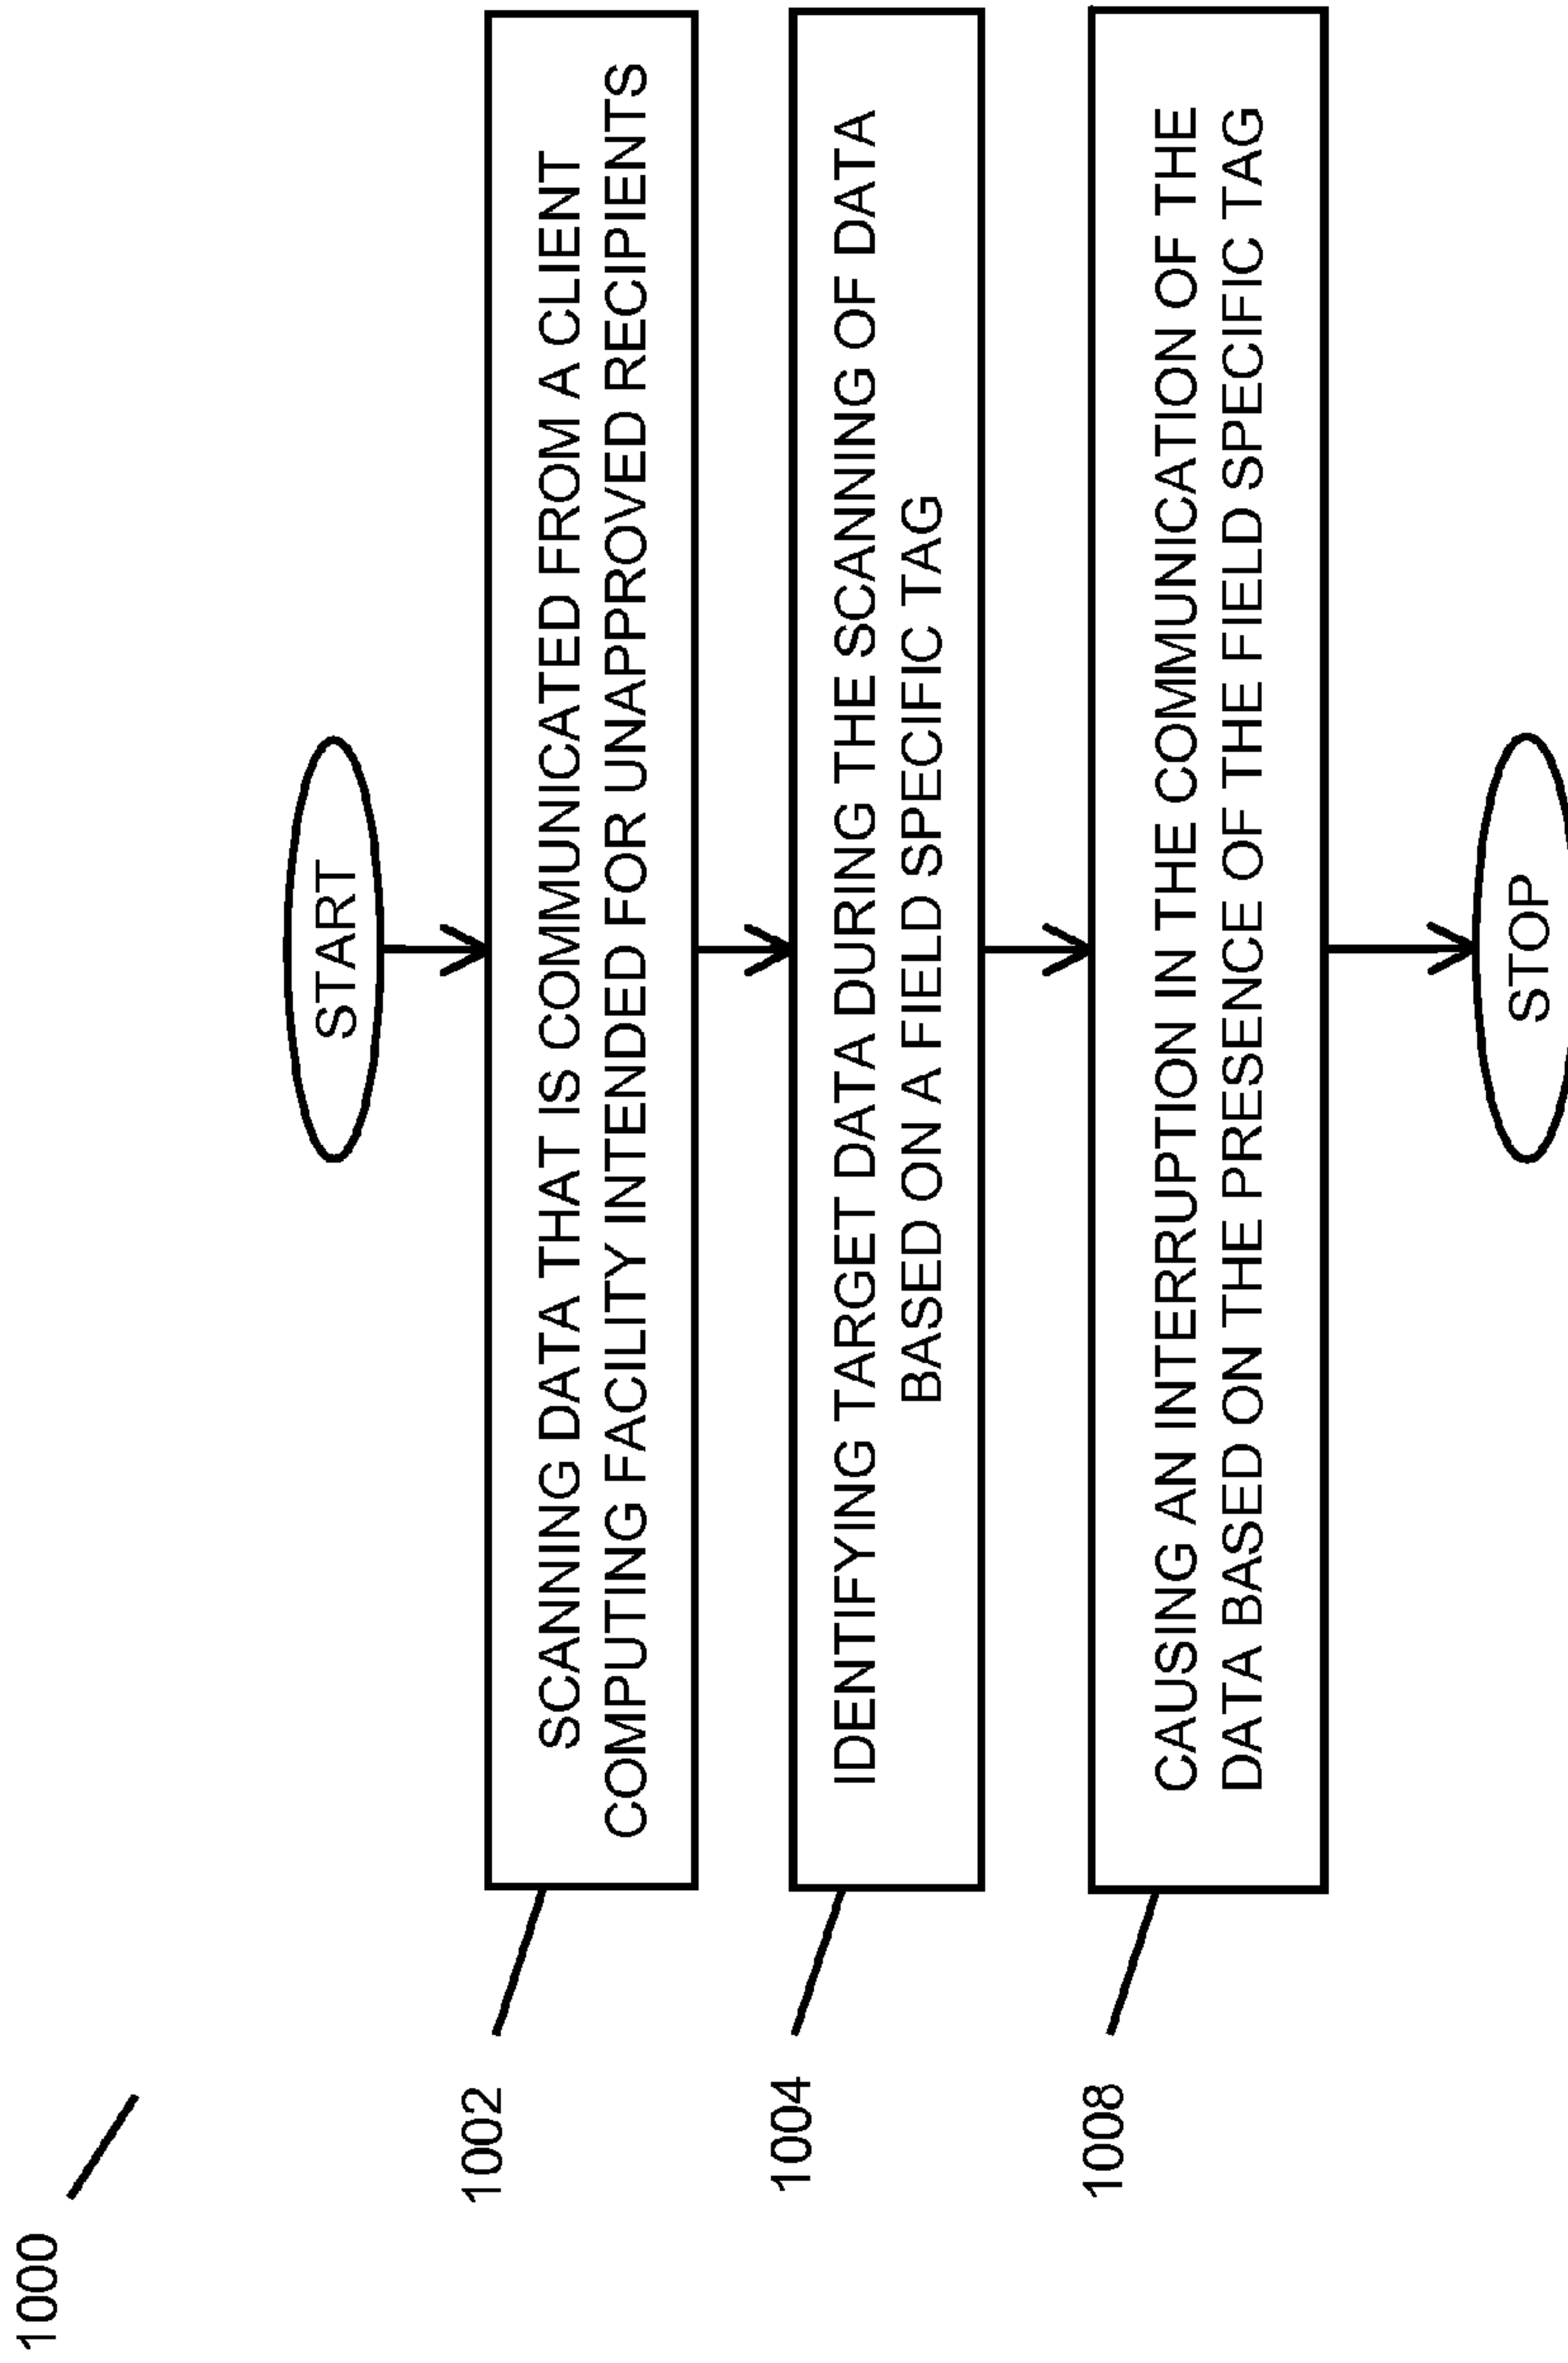 1000
START
1002
SCANNING DATA THAT IS COMMUNICATED FROM A CLIENT
COMPUTING FACILITY INTENDED FOR UNAPPROVED RECIPIENTS
1004
IDENTIFYING TARGET DATA DURING THE SCANNING OF DATA
BASED ON A FIELD SPECIFIC TAG
1008
CAUSING AN INTERRUPTION IN THE COMMUNICATION OF THE
DATA BASED ON THE PRESENCE OF THE FIELD SPECIFIC TAG
STOP